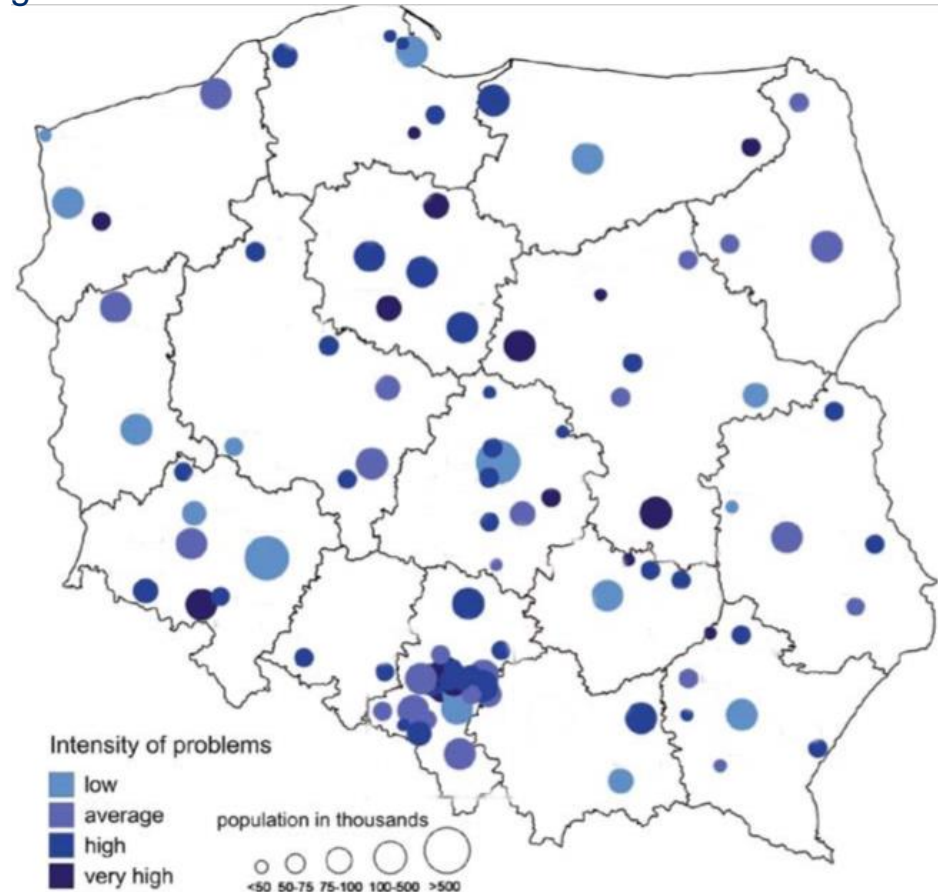 Intensity of problems
low
average
high
very high
population in thousands
<50 50-75 75-100 100-500 >500